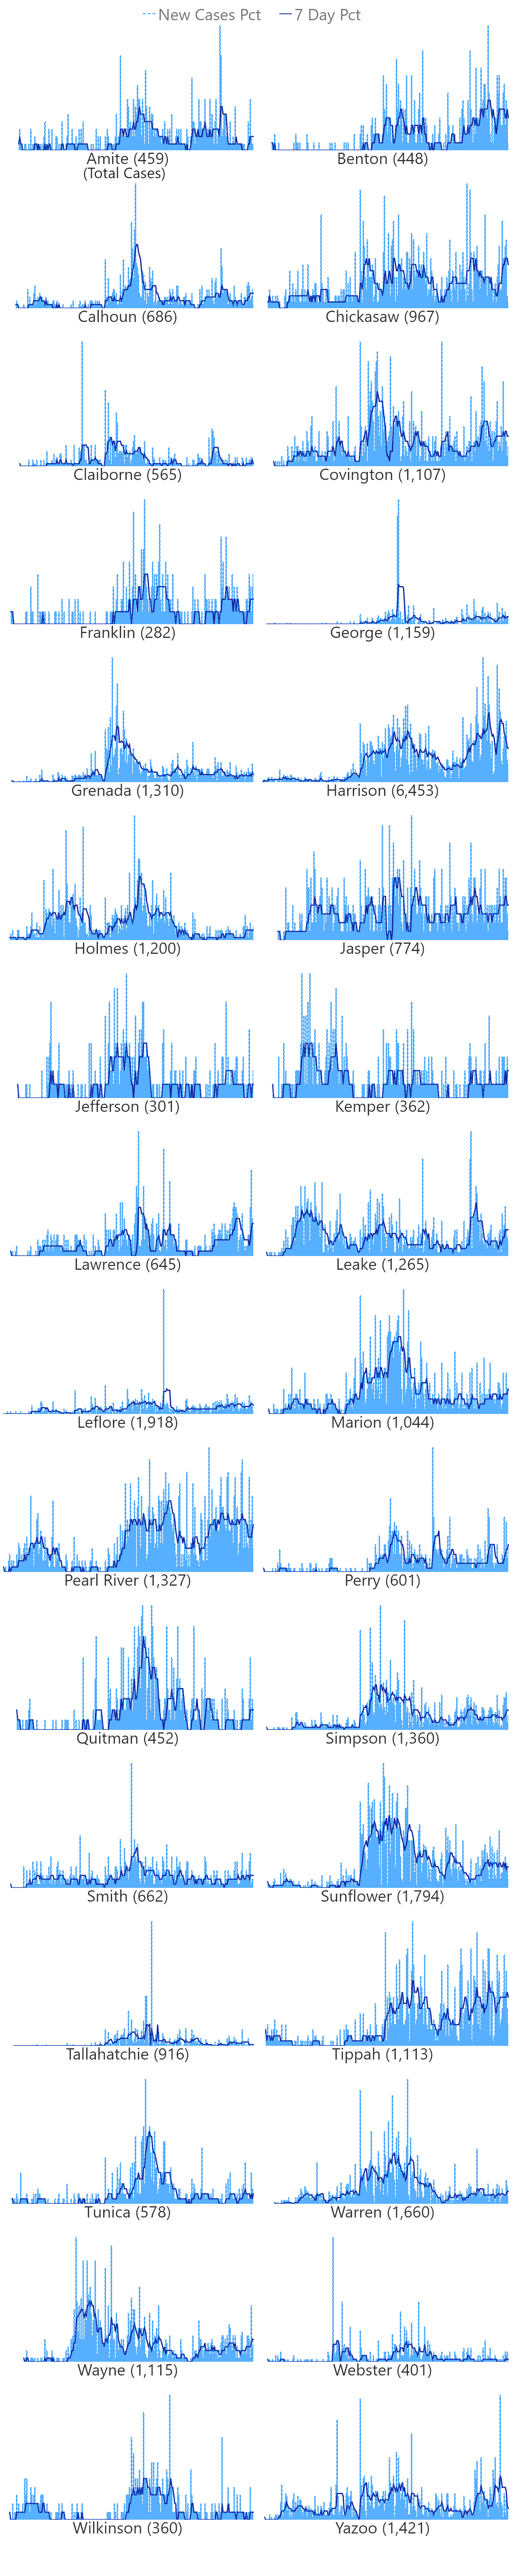 New Cases Pct 7 Day Pct
Amite (459) Benton (448)
(Total Cases)
Calhoun (686) Chickasaw (967)
Claiborne (565) Covington (1,107)
Franklin (282) George (1,159)
Grenada (1,310) Harrison (6,453)
Holmes (1,200) Jasper (774)
Jefferson (301) Kemper (362)
Lawrence (645) Leake (1,265)
Leflore (1,918) Marion (1,044)
Pearl River (1,327) Perry (601)
Quitman (452) Simpson (1,360)
Smith (662) Sunflower (1,794)
Tallahatchie (916) Tippah (1,113)
Tunica (578) Warren (1,660)
Wayne (1,115) Webster (401)
Wilkinson (360) Yazoo (1,421)